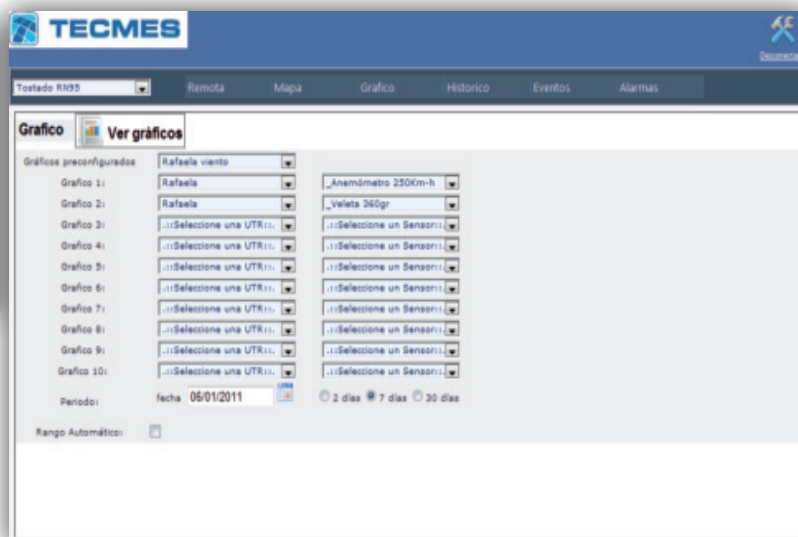 TECMES
Desconectar
Tostado RN95 Remota Mapa Grafico Historico Eventos Alarmas
Grafico Ver gráficos
Gráficos preconfigurados Rafaela viento
Grafico 1: Rafaela _Anemómetro 250Km-h
Grafico 2: Rafaela _Veleta 360gr
Grafico 3: .::Seleccione una UTR::. .::Seleccione un Sensor::.
Grafico 4: .::Seleccione una UTR::. .::Seleccione un Sensor::.
Grafico 5: .::Seleccione una UTR::. .::Seleccione un Sensor::.
Grafico 6: .::Seleccione una UTR::. .::Seleccione un Sensor::.
Grafico 7: .::Seleccione una UTR::. .::Seleccione un Sensor::.
Grafico 8: .::Seleccione una UTR::. .::Seleccione un Sensor::.
Grafico 9: .::Seleccione una UTR::. .::Seleccione un Sensor::.
Grafico 10: .::Seleccione una UTR::. .::Seleccione un Sensor::.
Periodo: fecha 06/01/2011 2 días 7 días 30 días
Rango Automático: